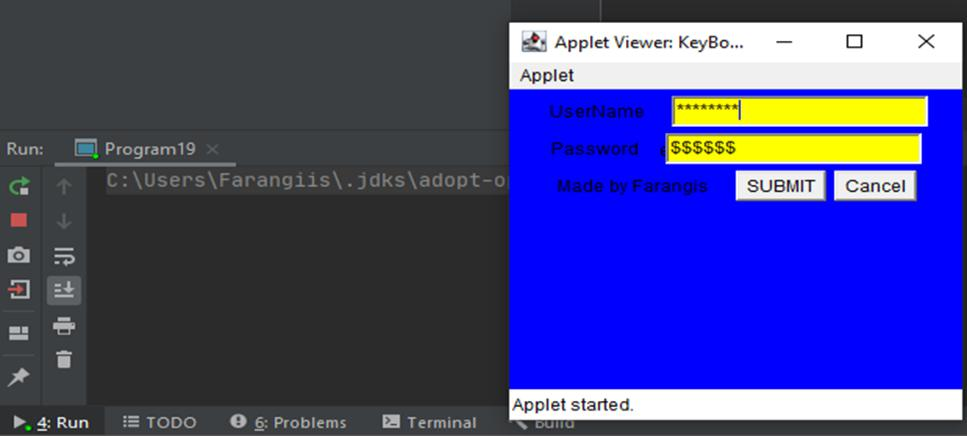 Applet Viewer: KeyBo...
Applet
UserName ********
Run: Program19
Password $$$$$$
C:\Users\Farangiis\.jdks\adopt-o
Made by Farangis SUBMIT Cancel
Applet started.
4: Run TODO 6: Problems Terminal Build